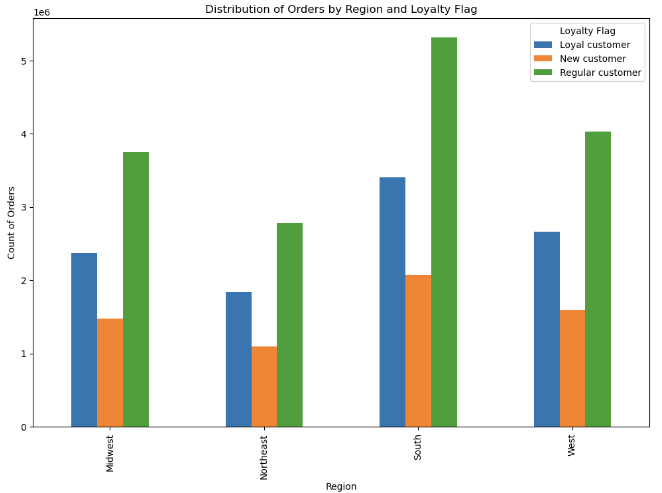 Distribution of Orders by Region and Loyalty Flag
1e6
Loyalty Flag
Loyal customer
New customer
Regular customer
5
4
3
2
1
0
Count of Orders
Midwest
Northeast
South
West
Region